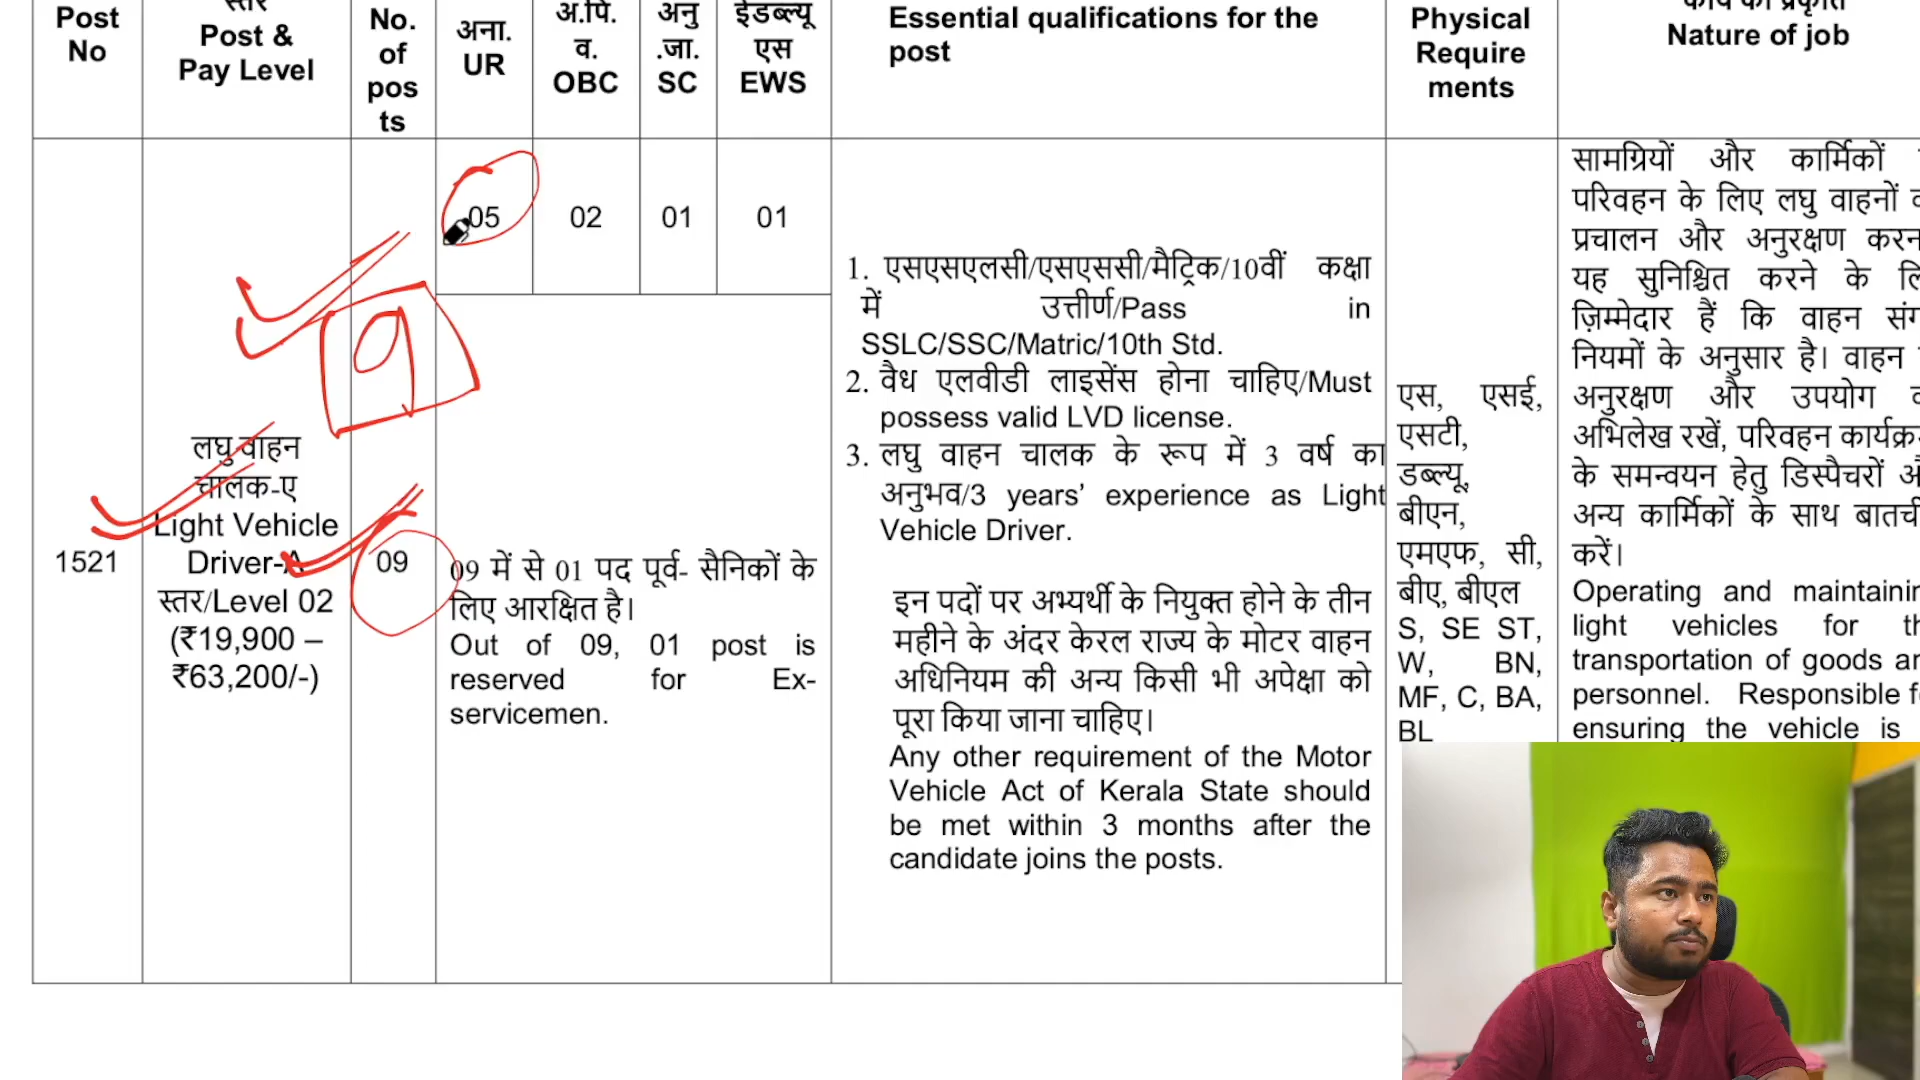 Post
No
स्तर
Post &
Pay Level
No.
of
pos
ts
अना.
UR
अ.पि.
व.
OBC
अनु
.जा.
SC
ईडब्ल्यू
एस
EWS
Essential qualifications for the
post
Physical
Require
ments
कार्य की प्रकृति
Nature of job
1521
लघु वाहन
चालक-ए
Light Vehicle
Driver-A
स्तर/Level 02
(₹19,900 –
₹63,200/-)
9
09
05
02
01
01
09 में से 01 पद पूर्व- सैनिकों के
लिए आरक्षित है।
Out of 09, 01 post is
reserved for Ex-
servicemen.
1. एसएसएलसी/एसएससी/मैट्रिक/10वीं कक्षा
में उत्तीर्ण/Pass in
SSLC/SSC/Matric/10th Std.
2. वैध एलवीडी लाइसेंस होना चाहिए/Must
possess valid LVD license.
3. लघु वाहन चालक के रूप में 3 वर्ष का
अनुभव/3 years’ experience as Light
Vehicle Driver.
इन पदों पर अभ्यर्थी के नियुक्त होने के तीन
महीने के अंदर केरल राज्य के मोटर वाहन
अधिनियम की अन्य किसी भी अपेक्षा को
पूरा किया जाना चाहिए।
Any other requirement of the Motor
Vehicle Act of Kerala State should
be met within 3 months after the
candidate joins the posts.
एस, एसई,
एसटी,
डब्ल्यू,
बीएन,
एमएफ, सी,
बीए, बीएल
S, SE ST,
W, BN,
MF, C, BA,
BL
सामग्रियों और कार्मिकों
परिवहन के लिए लघु वाहनों
प्रचालन और अनुरक्षण
यह सुनिश्चित करने के
ज़िम्मेदार हैं कि वाहन
नियमों के अनुसार है। वाहन
अनुरक्षण और उपयोग
अभिलेख रखें, परिवहन
के समन्वयन हेतु डिस्पैचरों
अन्य कार्मिकों के साथ
करें।
Operating and
light vehicles for
transportation of goods
personnel. Responsible
ensuring the vehicle is